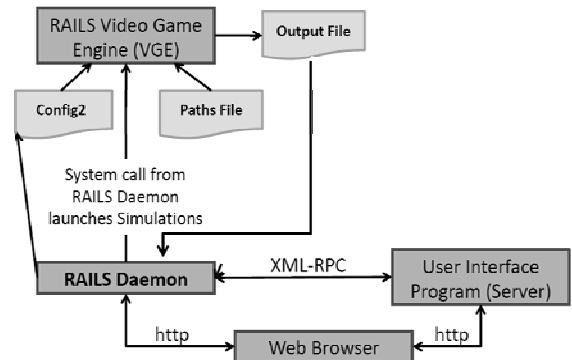 RAILS Video Game
Engine (VGE)
Output File
Config2
Paths File
System call from
RAILS Daemon
launches Simulations
RAILS Daemon
XML-RPC
User Interface
Program (Server)
http
Web Browser
http